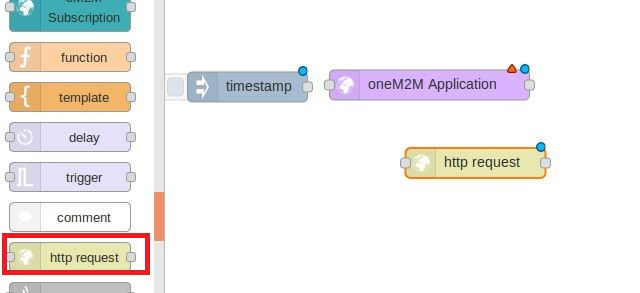 Subscription
function
template
delay
trigger
comment
http request
timestamp
oneM2M Application
http request